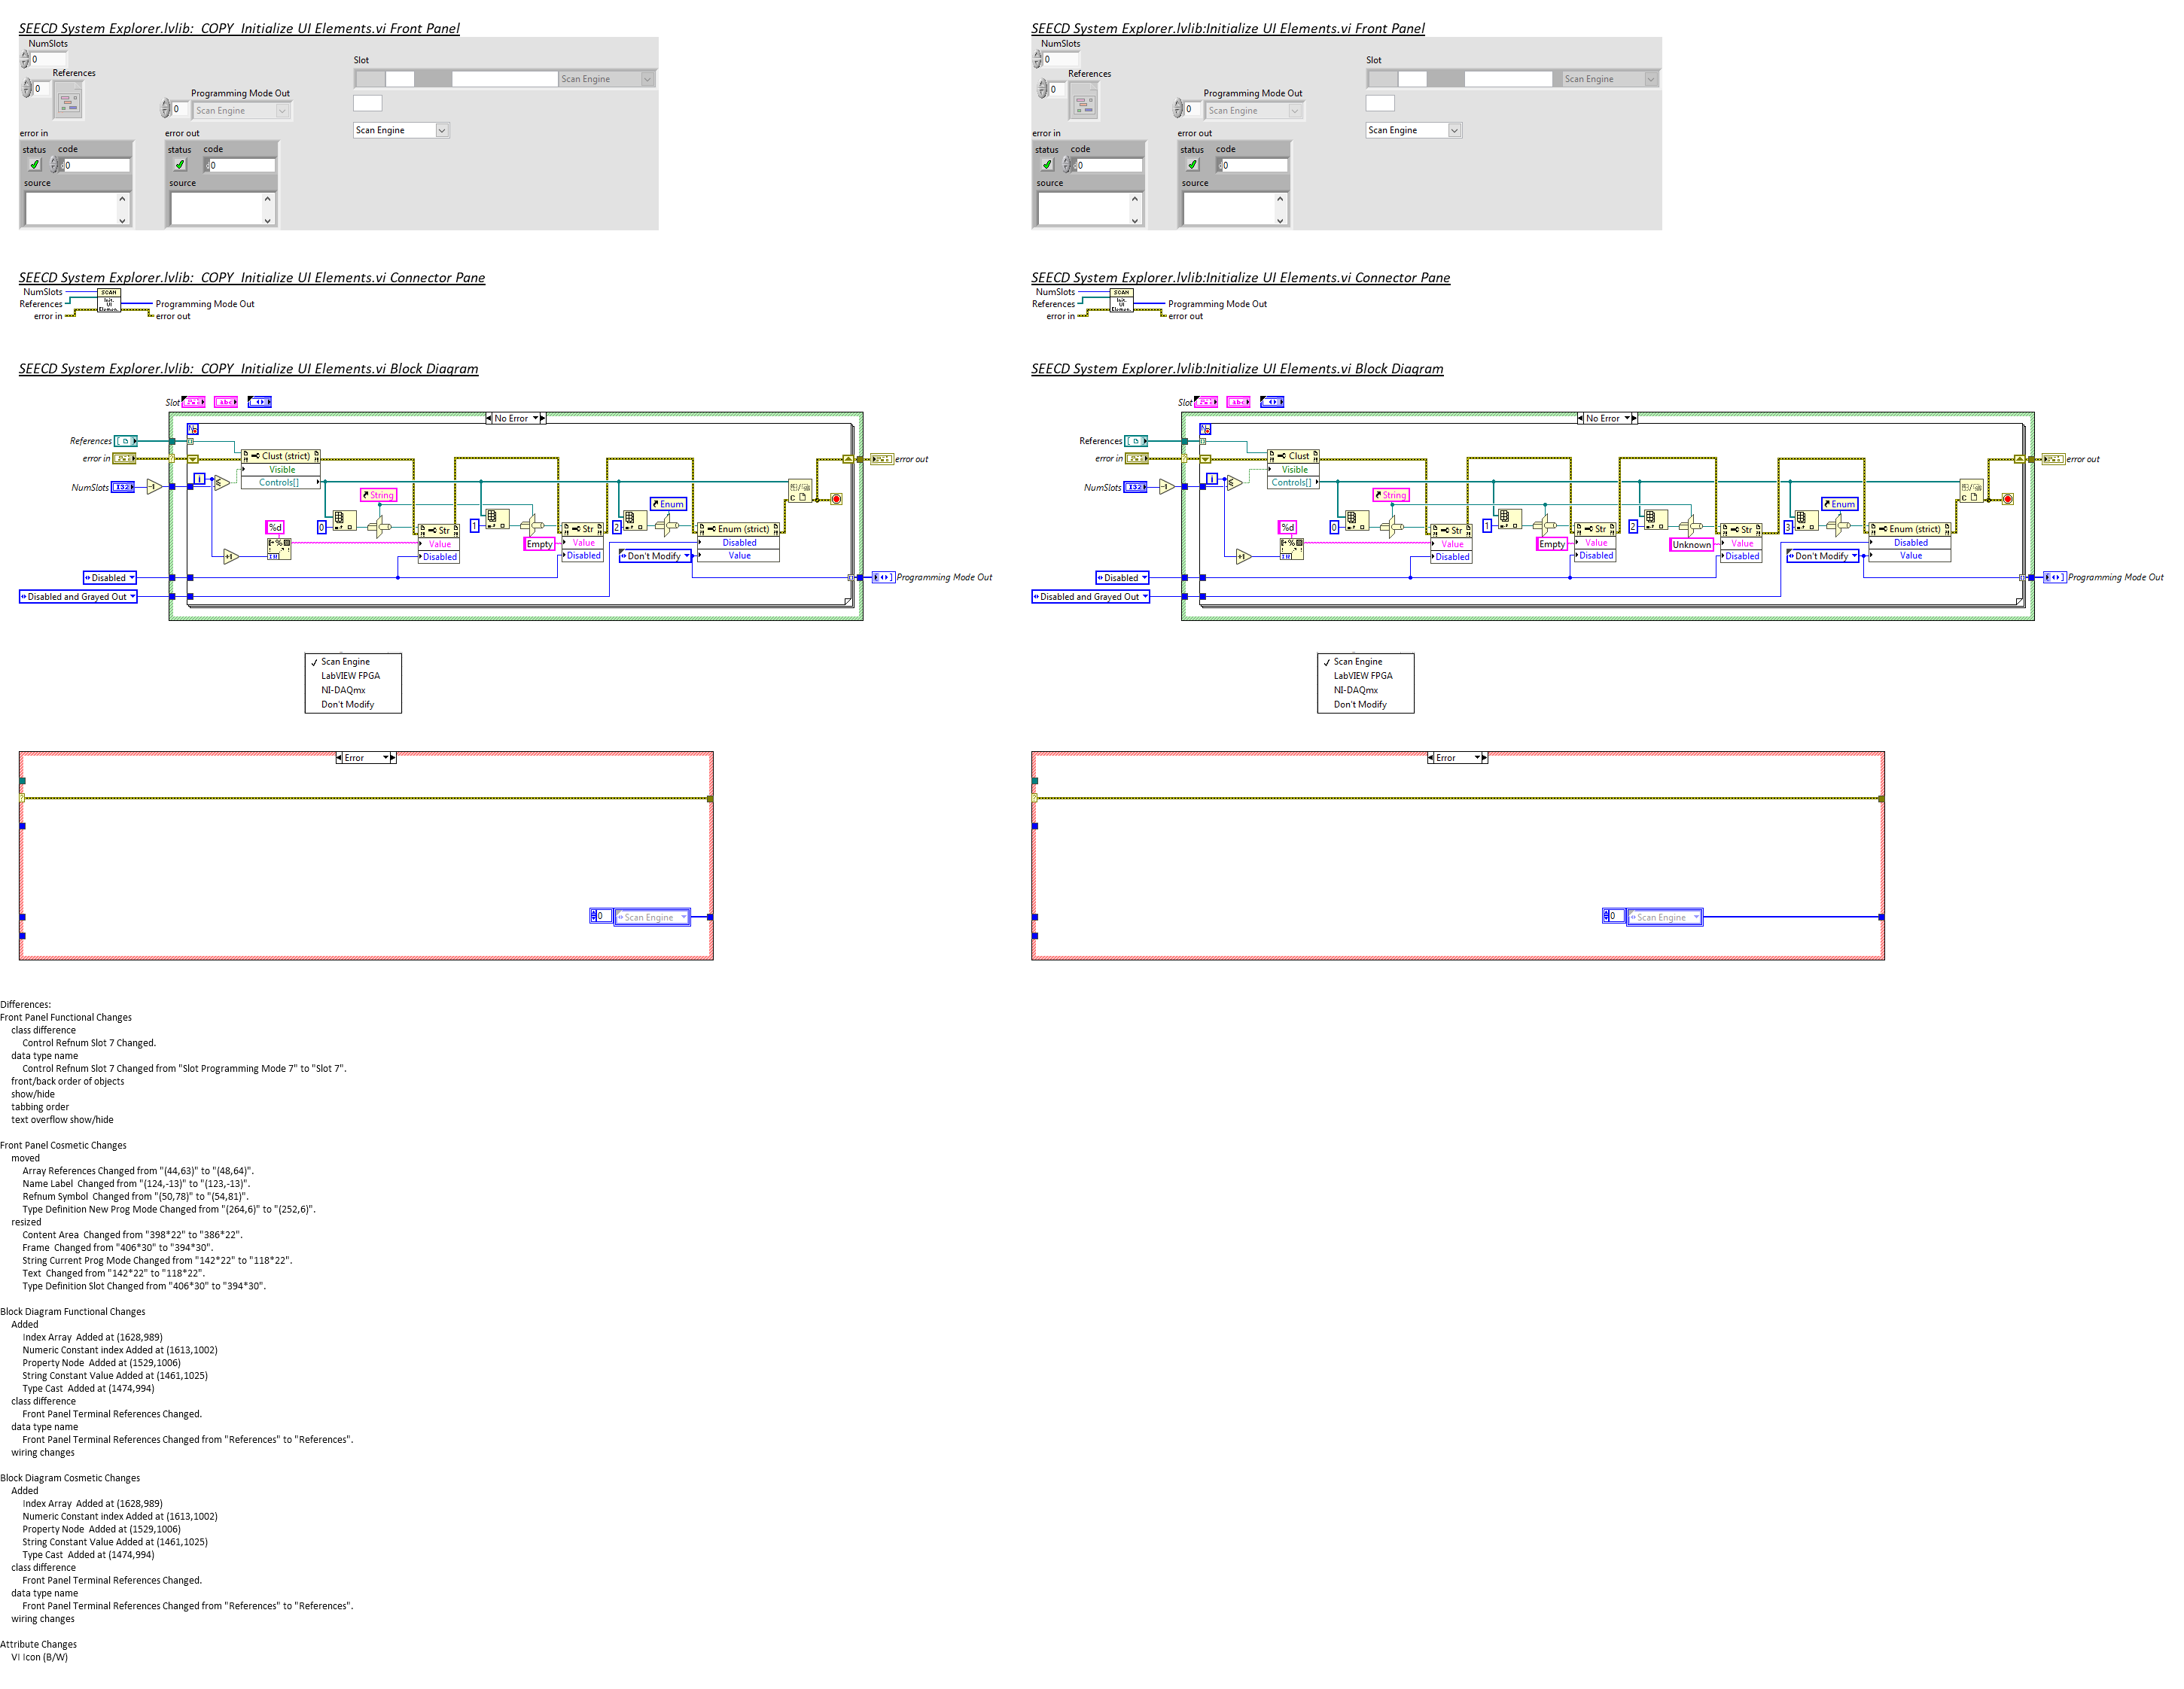 SEECD System Explorer.lvlib:  COPY  Initialize UI Elements.vi Front Panel
NumSlots
0
References
0
Programming Mode Out
0
Scan Engine
Slot
Scan Engine
Scan Engine
error in
status
code
0
source
error out
status
code
0
source
SEECD System Explorer.lvlib:Initialize UI Elements.vi Front Panel
NumSlots
0
References
0
Programming Mode Out
0
Scan Engine
Slot
Scan Engine
Scan Engine
error in
status
code
0
source
error out
status
code
0
source
SEECD System Explorer.lvlib:  COPY  Initialize UI Elements.vi Connector Pane
NumSlots
References
error in
SCAN
Init.
UI
Elemen.
Programming Mode Out
error out
SEECD System Explorer.lvlib:Initialize UI Elements.vi Connector Pane
NumSlots
References
error in
SCAN
Init.
UI
Elemen.
Programming Mode Out
error out
SEECD System Explorer.lvlib:  COPY  Initialize UI Elements.vi Block Diagram
Slot
abc
No Error
N
References
error in
NumSlots
I32
-1
i
Clust (strict)
Visible
Controls[]
String
%d
+1
0
Str
Value
Disabled
1
Empty
Str
Value
Disabled
2
Enum
Don't Modify
Enum (strict)
Disabled
Value
error out
Disabled
Disabled and Grayed Out
Programming Mode Out
Scan Engine
LabVIEW FPGA
NI-DAQmx
Don't Modify
Error
0
Scan Engine
SEECD System Explorer.lvlib:Initialize UI Elements.vi Block Diagram
Slot
abc
No Error
N
References
error in
NumSlots
I32
-1
i
Clust
Visible
Controls[]
String
%d
+1
0
Str
Value
Disabled
1
Empty
Str
Value
Disabled
2
Unknown
Str
Value
Disabled
3
Enum
Don't Modify
Enum (strict)
Disabled
Value
error out
Disabled
Disabled and Grayed Out
Programming Mode Out
Scan Engine
LabVIEW FPGA
NI-DAQmx
Don't Modify
Error
0
Scan Engine
Differences:
Front Panel Functional Changes
class difference
Control Refnum Slot 7 Changed.
data type name
Control Refnum Slot 7 Changed from "Slot Programming Mode 7" to "Slot 7".
front/back order of objects
show/hide
tabbing order
text overflow show/hide
Front Panel Cosmetic Changes
moved
Array References Changed from "(44,63)" to "(48,64)".
Name Label  Changed from "(124,-13)" to "(123,-13)".
Refnum Symbol  Changed from "(50,78)" to "(54,81)".
Type Definition New Prog Mode Changed from "(264,6)" to "(252,6)".
resized
Content Area  Changed from "398*22" to "386*22".
Frame  Changed from "406*30" to "394*30".
String Current Prog Mode Changed from "142*22" to "118*22".
Text  Changed from "142*22" to "118*22".
Type Definition Slot Changed from "406*30" to "394*30".
Block Diagram Functional Changes
Added
Index Array  Added at (1628,989)
Numeric Constant index Added at (1613,1002)
Property Node  Added at (1529,1006)
String Constant Value Added at (1461,1025)
Type Cast  Added at (1474,994)
class difference
Front Panel Terminal References Changed.
data type name
Front Panel Terminal References Changed from "References" to "References".
wiring changes
Block Diagram Cosmetic Changes
Added
Index Array  Added at (1628,989)
Numeric Constant index Added at (1613,1002)
Property Node  Added at (1529,1006)
String Constant Value Added at (1461,1025)
Type Cast  Added at (1474,994)
class difference
Front Panel Terminal References Changed.
data type name
Front Panel Terminal References Changed from "References" to "References".
wiring changes
Attribute Changes
VI Icon (B/W)